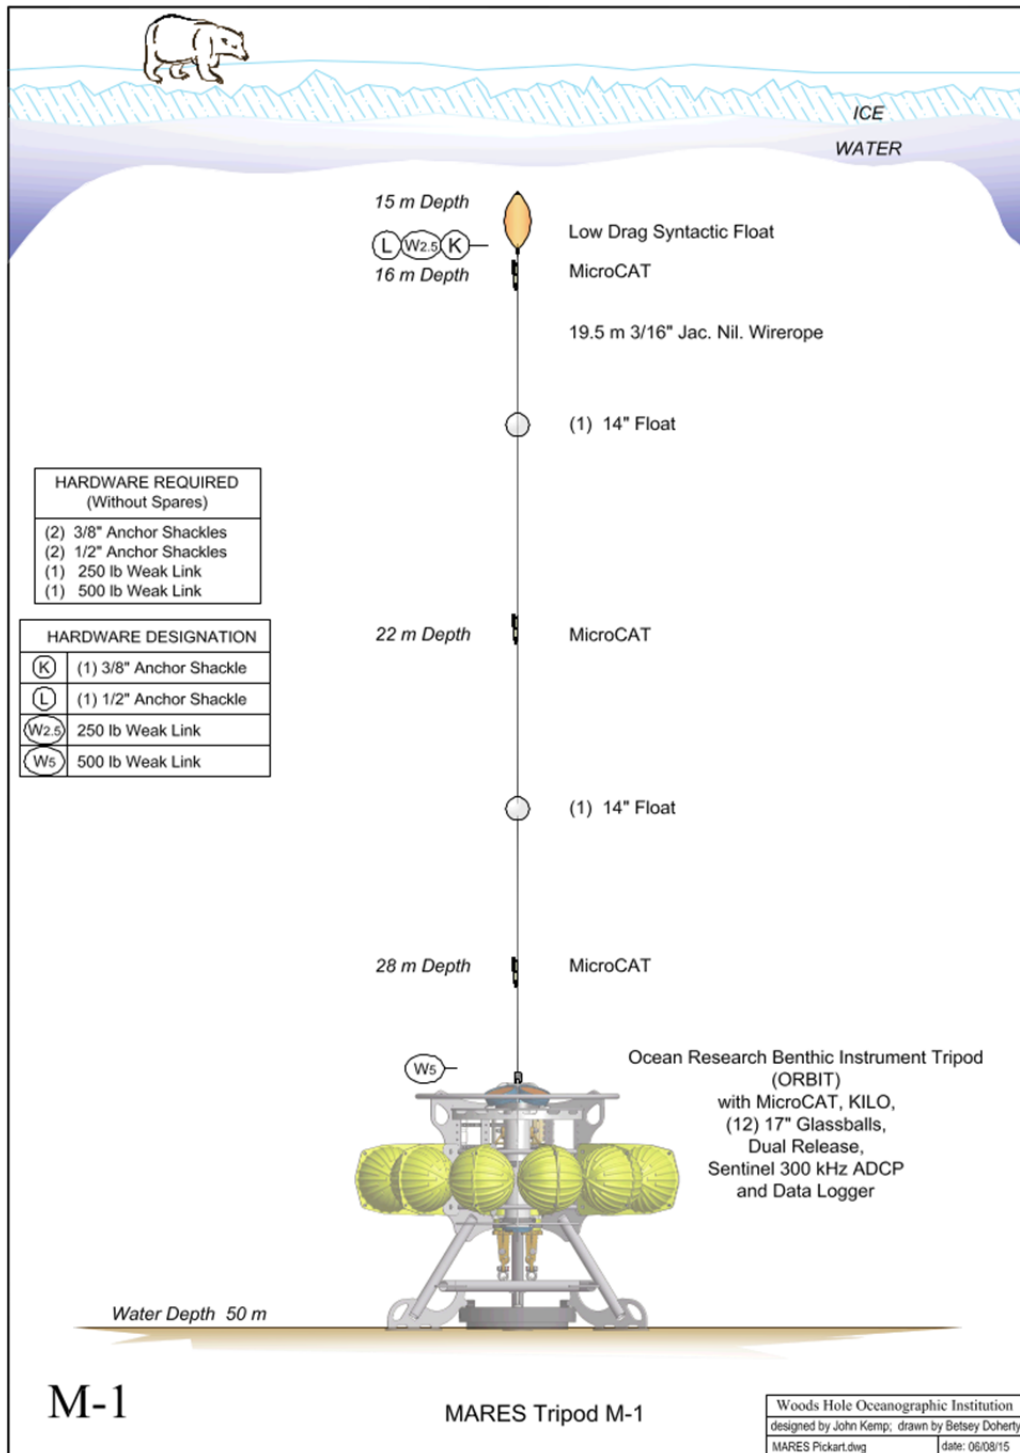 ICE
WATER
15 m Depth
L W2.5 K
Low Drag Syntactic Float
16 m Depth
MicroCAT
19.5 m 3/16" Jac. Nil. Wirerope
(1) 14" Float
HARDWARE REQUIRED
(Without Spares)
(2) 3/8" Anchor Shackles
(2) 1/2" Anchor Shackles
(1) 250 lb Weak Link
(1) 500 lb Weak Link
HARDWARE DESIGNATION
K (1) 3/8" Anchor Shackle
L (1) 1/2" Anchor Shackle
W2.5 250 lb Weak Link
W5 500 lb Weak Link
22 m Depth
MicroCAT
(1) 14" Float
28 m Depth
MicroCAT
W5
Ocean Research Benthic Instrument Tripod
(ORBIT)
with MicroCAT, KILO,
(12) 17" Glassballs,
Dual Release,
Sentinel 300 kHz ADCP
and Data Logger
Water Depth 50 m
M-1
MARES Tripod M-1
Woods Hole Oceanographic Institution
designed by John Kemp; drawn by Betsey Doherty
MARES Pickart.dwg
date: 06/08/15